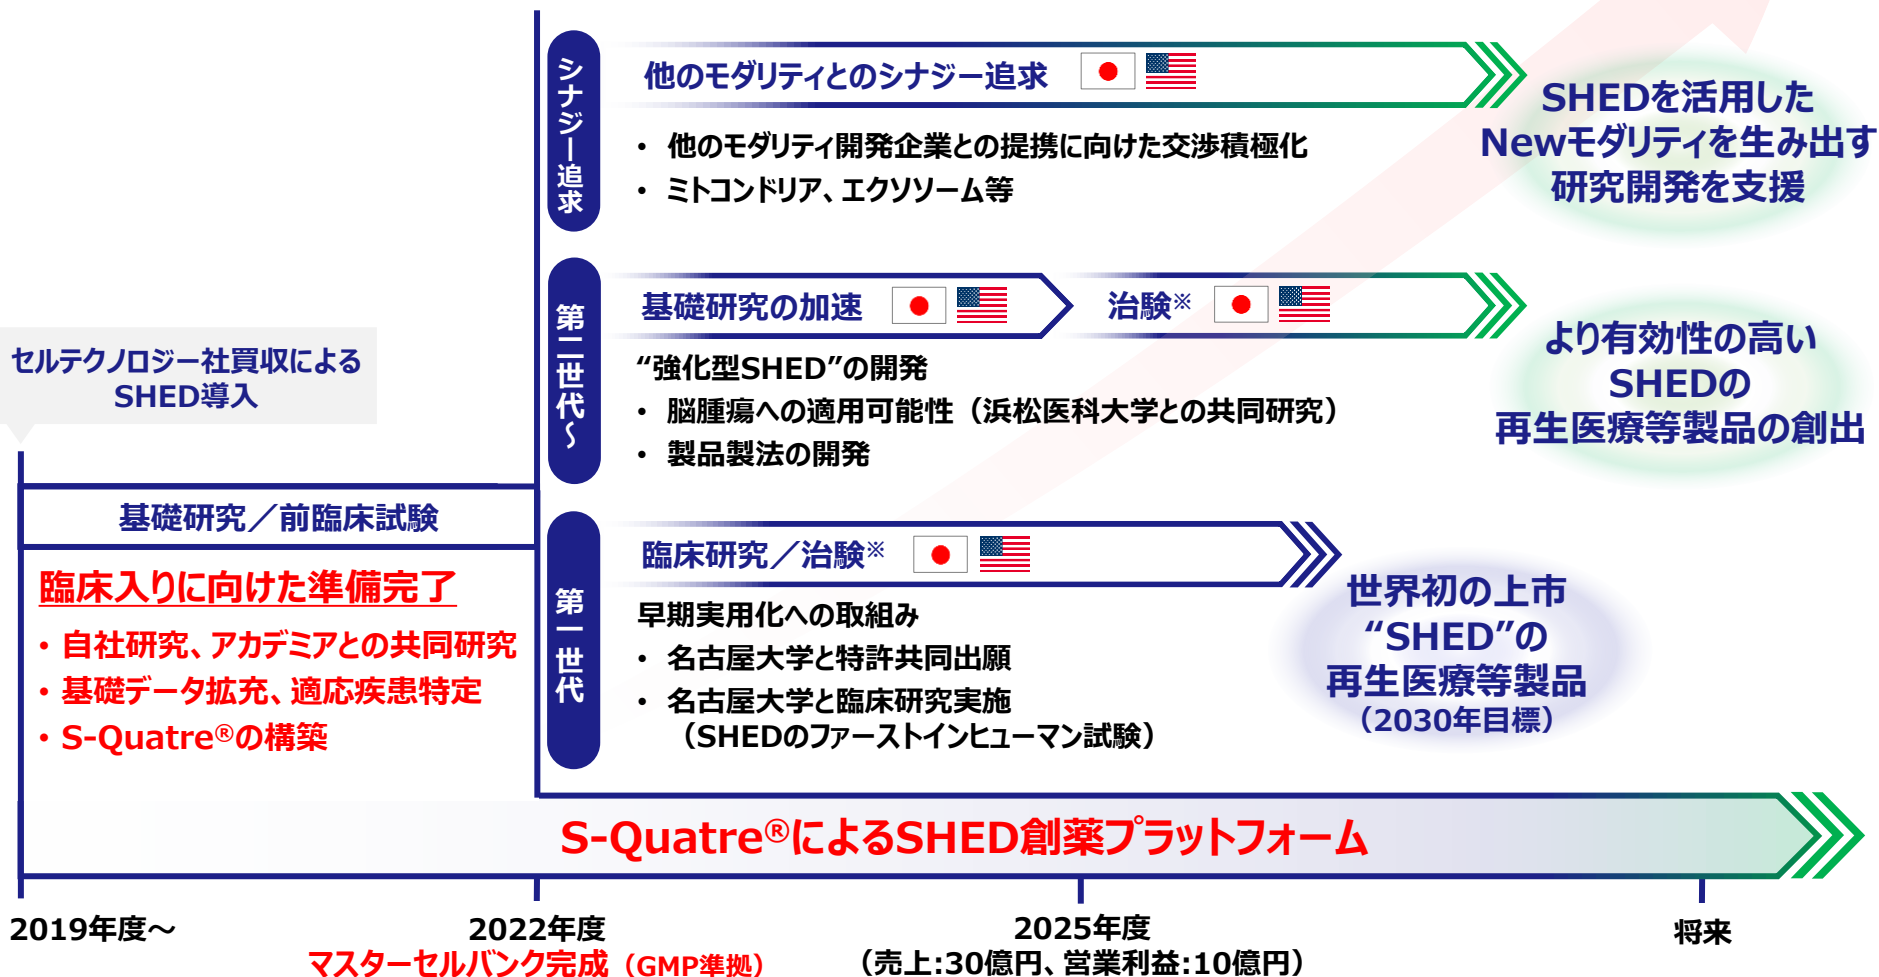 シナジー追求
他のモダリティとのシナジー追求
• 他のモダリティ開発企業との提携に向けた交渉積極化
• ミトコンドリア、エクソソーム等
SHEDを活用した
Newモダリティを生み出す
研究開発を支援
第二世代～
基礎研究の加速
治験※
“強化型SHED”の開発
• 脳腫瘍への適用可能性（浜松医科大学との共同研究）
• 製品製法の開発
より有効性の高い
SHEDの
再生医療等製品の創出
セルテクノロジー社買収による
SHED導入
基礎研究／前臨床試験
臨床入りに向けた準備完了
• 自社研究、アカデミアとの共同研究
• 基礎データ拡充、適応疾患特定
• S-Quatre®の構築
第一世代
臨床研究／治験※
早期実用化への取組み
• 名古屋大学と特許共同出願
• 名古屋大学と臨床研究実施
（SHEDのファーストインヒューマン試験）
世界初の上市
“SHED”の
再生医療等製品
（2030年目標）
S-Quatre®によるSHED創薬プラットフォーム
2019年度～
2022年度
マスターセルバンク完成（GMP準拠）
2025年度
（売上:30億円、営業利益:10億円）
将来